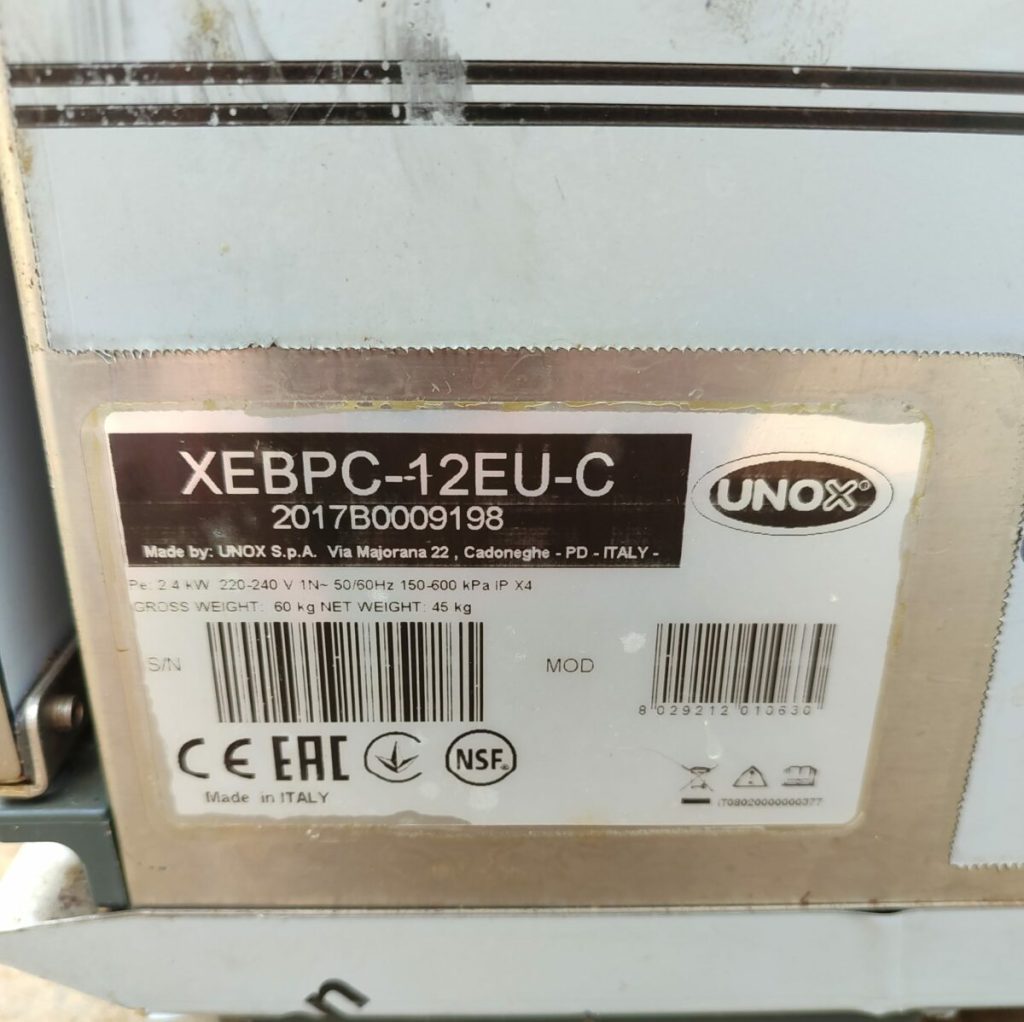 XEBPC-12EU-C
2017B0009198
Made by: UNOX S.p.A. Via Majorana 22 , Cadoneghe - PD - ITALY -
UNOX®
Pe: 2.4 kW 220-240 V 1N~ 50/60Hz 150-600 kPa IP X4
GROSS WEIGHT: 60 kg NET WEIGHT: 45 kg
S/N
MOD
8 029212 010630
CE EAC NSF®
Made in ITALY
IT08020000000377
n